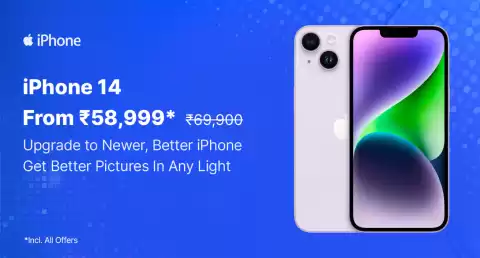 iPhone
iPhone 14
From ₹58,999* ₹69,900
Upgrade to Newer, Better iPhone
Get Better Pictures In Any Light
*Incl. All Offers